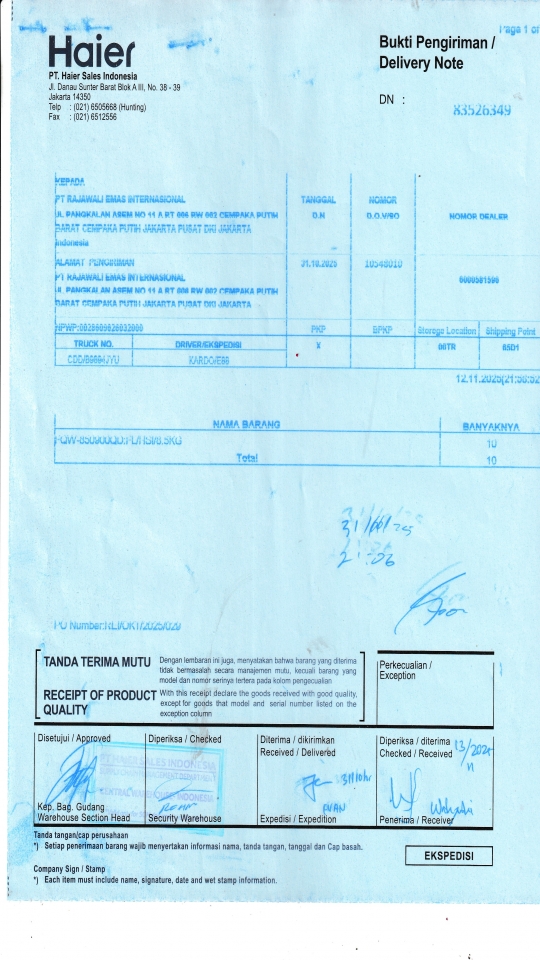 Haier
PT. Haier Sales Indonesia
Jl. Danau Sunter Barat Blok A III, No. 38 - 39
Jakarta 14350
Telp : (021) 6505668 (Hunting)
Fax : (021) 6512556
Page 1 of
Bukti Pengiriman /
Delivery Note
DN :
83526349
KEPADA
PT RAJAWALI EMAS INTERNASIONAL
JL PANGKALAN ASEM NO 11 A RT 006 RW 002 CEMPAKA PUTIH
BARAT CEMPAKA PUTIH JAKARTA PUSAT DKI JAKARTA
Indonesia
TANGGAL
D.N
NOMOR
D.O.V/SO
NOMOR DEALER
ALAMAT PENGIRIMAN
PT RAJAWALI EMAS INTERNASIONAL
JL PANGKALAN ASEM NO 11 A RT 006 RW 002 CEMPAKA PUTIH
BARAT CEMPAKA PUTIH JAKARTA PUSAT DKI JAKARTA
31.10.2025
10548010
PKP
BPKP
Storage Location
Shipping Point
TRUCK NO.
DRIVER/EKSPEDISI
X
06TR
65D1
12.11.2025(21:56:52
NAMA BARANG
BANYAKNYA
10
Total
10
TANDA TERIMA MUTU
Dengan lembaran ini juga, menyatakan bahwa barang yang diterima
tidak bermasalah secara manajemen mutu, kecuali barang yang
model dan nomor serinya tertera pada kolom pengecualian
RECEIPT OF PRODUCT
QUALITY
With this receipt declare the goods received with good quality,
except for goods that model and serial number listed on the
exception column
Perkecualian /
Exception
Disetujui / Approved
Kep. Bag. Gudang
Warehouse Section Head
Diperiksa / Checked
Security Warehouse
PT HAIER SALES INDONESIA
Diterima / dikirimkan
Received / Delivered
Expedisi / Expedition
Diperiksa / diterima
Checked / Received
Penerima / Receiver
Tanda tangan/cap perusahaan
*) Setiap penerimaan barang wajib menyertakan informasi nama, tanda tangan, tanggal dan Cap basah.
EKSPEDISI
Company Sign / Stamp
*) Each item must include name, signature, date and wet stamp information.